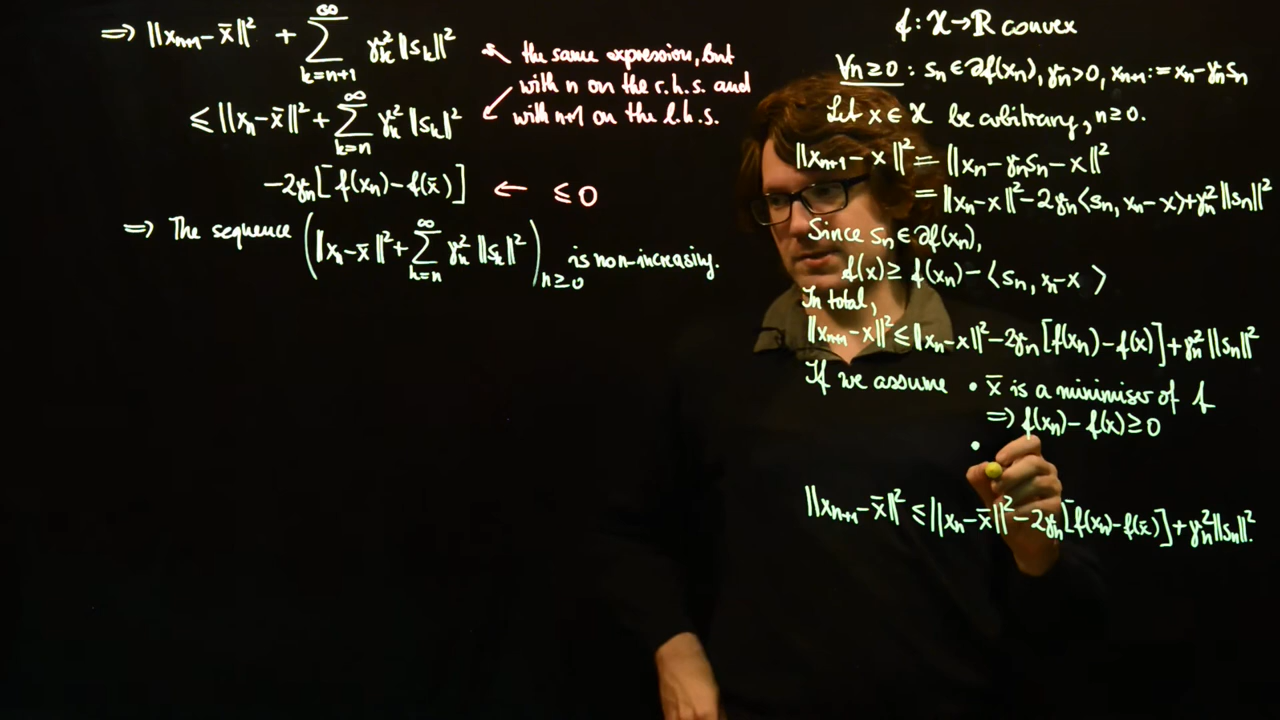 ⇒ ‖xₙ₊₁ − x̄‖² + ∑_{k=n+1}^{∞} γₖ² ‖sₖ‖²
≤ ‖xₙ − x̄‖² + ∑_{k=n}^{∞} γₖ² ‖sₖ‖²
−2γₙ[f(xₙ) − f(x̄)] ← ≤ 0
the same expression, but
with n on the r.h.s. and
with n+1 on the l.h.s.
⇒ The sequence (‖xₙ − x̄‖² + ∑_{k=n}^{∞} γₖ² ‖sₖ‖²)_{n≥0} is non-increasing.
f: X → ℝ convex
∀n ≥ 0 : sₙ ∈ ∂f(xₙ), γₙ > 0, xₙ₊₁ := xₙ − γₙsₙ
Let x ∈ X be arbitrary, n ≥ 0.
‖xₙ₊₁ − x‖² = ‖xₙ − γₙsₙ − x‖²
= ‖xₙ − x‖² − 2γₙ⟨sₙ, xₙ − x⟩ + γₙ²‖sₙ‖²
Since sₙ ∈ ∂f(xₙ),
f(x) ≥ f(xₙ) − ⟨sₙ, xₙ − x⟩
In total,
‖xₙ₊₁ − x‖² ≤ ‖xₙ − x‖² − 2γₙ[f(xₙ) − f(x)] + γₙ²‖sₙ‖²
If we assume • x̄ is a minimiser of f
⇒ f(xₙ) − f(x) ≥ 0
•
‖xₙ₊₁ − x̄‖² ≤ ‖xₙ − x̄‖² − 2γₙ[f(xₙ) − f(x̄)] + γₙ²‖sₙ‖².